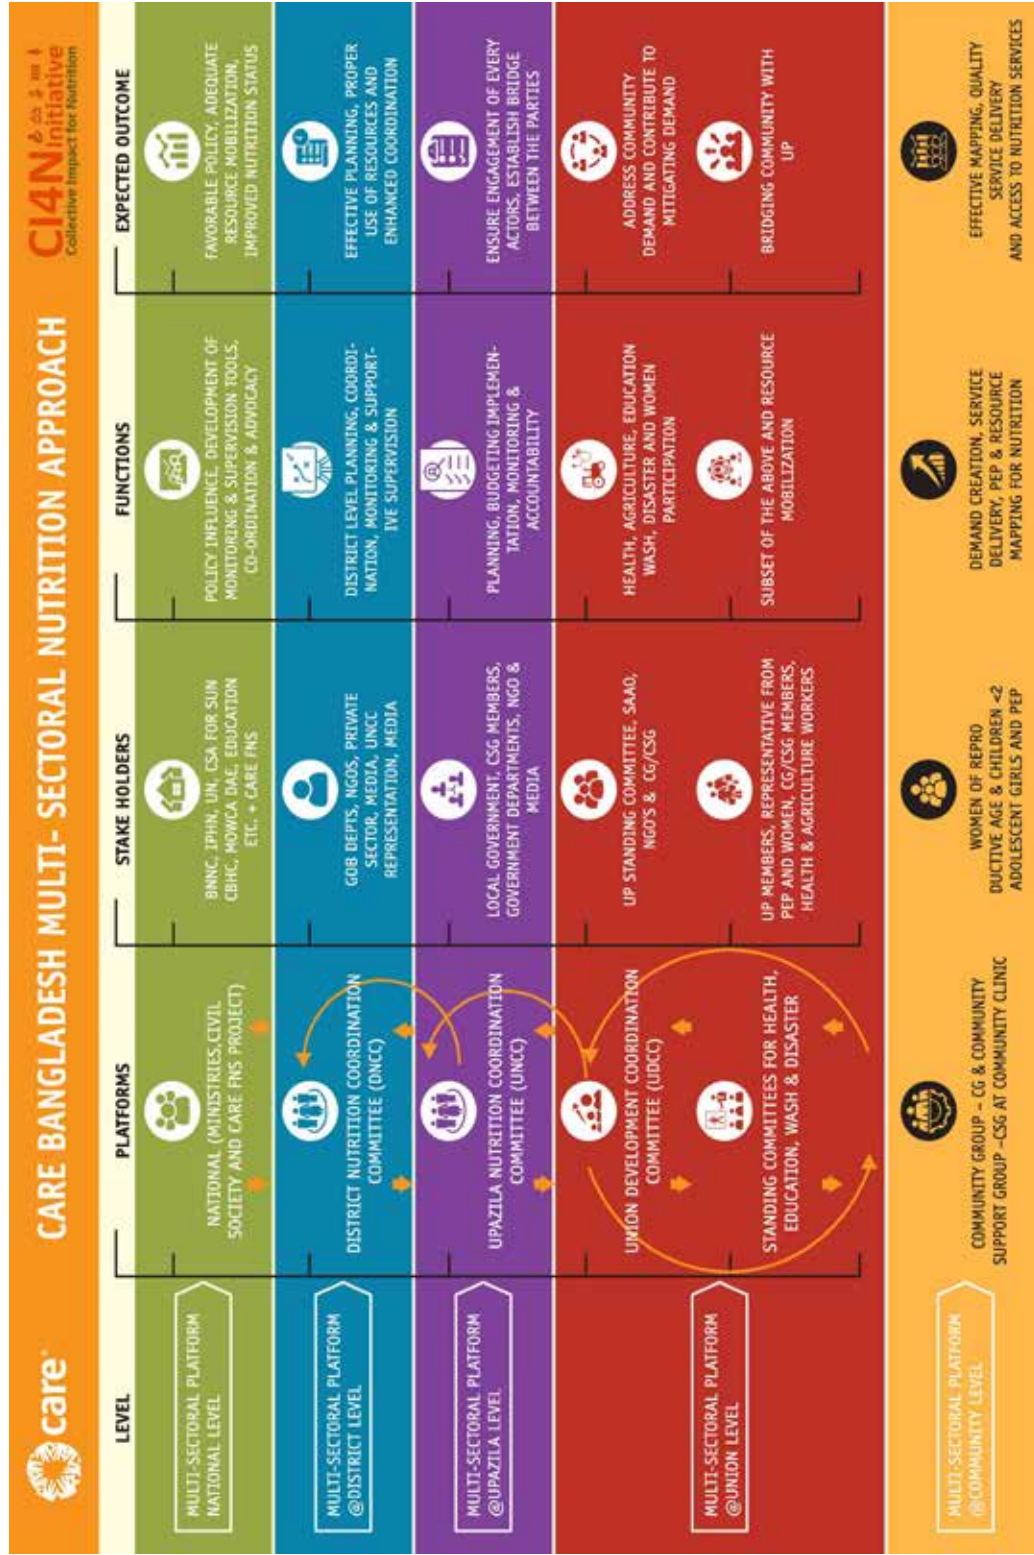 care
CARE BANGLADESH MULTI- SECTORAL NUTRITION APPROACH
CI4N Initiative
Collective Impact for Nutrition
LEVEL
PLATFORMS
STAKE HOLDERS
FUNCTIONS
EXPECTED OUTCOME
MULTI-SECTORAL PLATFORM
NATIONAL LEVEL
NATIONAL (MINISTRIES,CIVIL
SOCIETY AND CARE FNS PROJECT)
BNNC, IPHN, UN, CSA FOR SUN
CBHC, MOWCA DAE, EDUCATION
ETC. + CARE FNS
POLICY INFLUENCE, DEVELOPMENT OF
MONITORING & SUPERVISION TOOLS,
CO-ORDINATION & ADVOCACY
FAVORABLE POLICY, ADEQUATE
RESOURCE MOBILIZATION,
IMPROVED NUTRITION STATUS
MULTI-SECTORAL PLATFORM
@DISTRICT LEVEL
DISTRICT NUTRITION COORDINATION
COMMITTEE (DNCC)
GOB DEPTS, NGOS, PRIVATE
SECTOR, MEDIA, UNCC
REPRESENTATION, MEDIA
DISTRICT LEVEL PLANNING, COORDI-
NATION, MONITORING & SUPPORT-
IVE SUPERVISION
EFFECTIVE PLANNING, PROPER
USE OF RESOURCES AND
ENHANCED COORDINATION
MULTI-SECTORAL PLATFORM
@UPAZILA LEVEL
UPAZILA NUTRITION COORDINATION
COMMITTEE (UNCC)
LOCAL GOVERNMENT, CSG MEMBERS,
GOVERNMENT DEPARTMENTS, NGO &
MEDIA
PLANNING, BUDGETING IMPLEMEN-
TATION, MONITORING &
ACCOUNTABILITY
ENSURE ENGAGEMENT OF EVERY
ACTORS, ESTABLISH BRIDGE
BETWEEN THE PARTIES
MULTI-SECTORAL PLATFORM
@UNION LEVEL
UNION DEVELOPMENT COORDINATION
COMMITTEE (UDCC)
UP STANDING COMMITTEE, SAAO,
NGO'S & CG/CSG
HEALTH, AGRICULTURE, EDUCATION
WASH, DISASTER AND WOMEN
PARTICIPATION
ADDRESS COMMUNITY
DEMAND AND CONTRIBUTE TO
MITIGATING DEMAND
STANDING COMMITTEES FOR HEALTH,
EDUCATION, WASH & DISASTER
UP MEMBERS, REPRESENTATIVE FROM
PEP AND WOMEN, CG/CSG MEMBERS,
HEALTH & AGRICULTURE WORKERS
SUBSET OF THE ABOVE AND RESOURCE
MOBILIZATION
BRIDGING COMMUNITY WITH
UP
MULTI-SECTORAL PLATFORM
@COMMUNITY LEVEL
COMMUNITY GROUP - CG & COMMUNITY
SUPPORT GROUP -CSG AT COMMUNITY CLINIC
WOMEN OF REPRO
DUCTIVE AGE & CHILDREN <2
ADOLESCENT GIRLS AND PEP
DEMAND CREATION, SERVICE
DELIVERY, PEP & RESOURCE
MAPPING FOR NUTRITION
EFFECTIVE MAPPING, QUALITY
SERVICE DELIVERY
AND ACCESS TO NUTRITION SERVICES